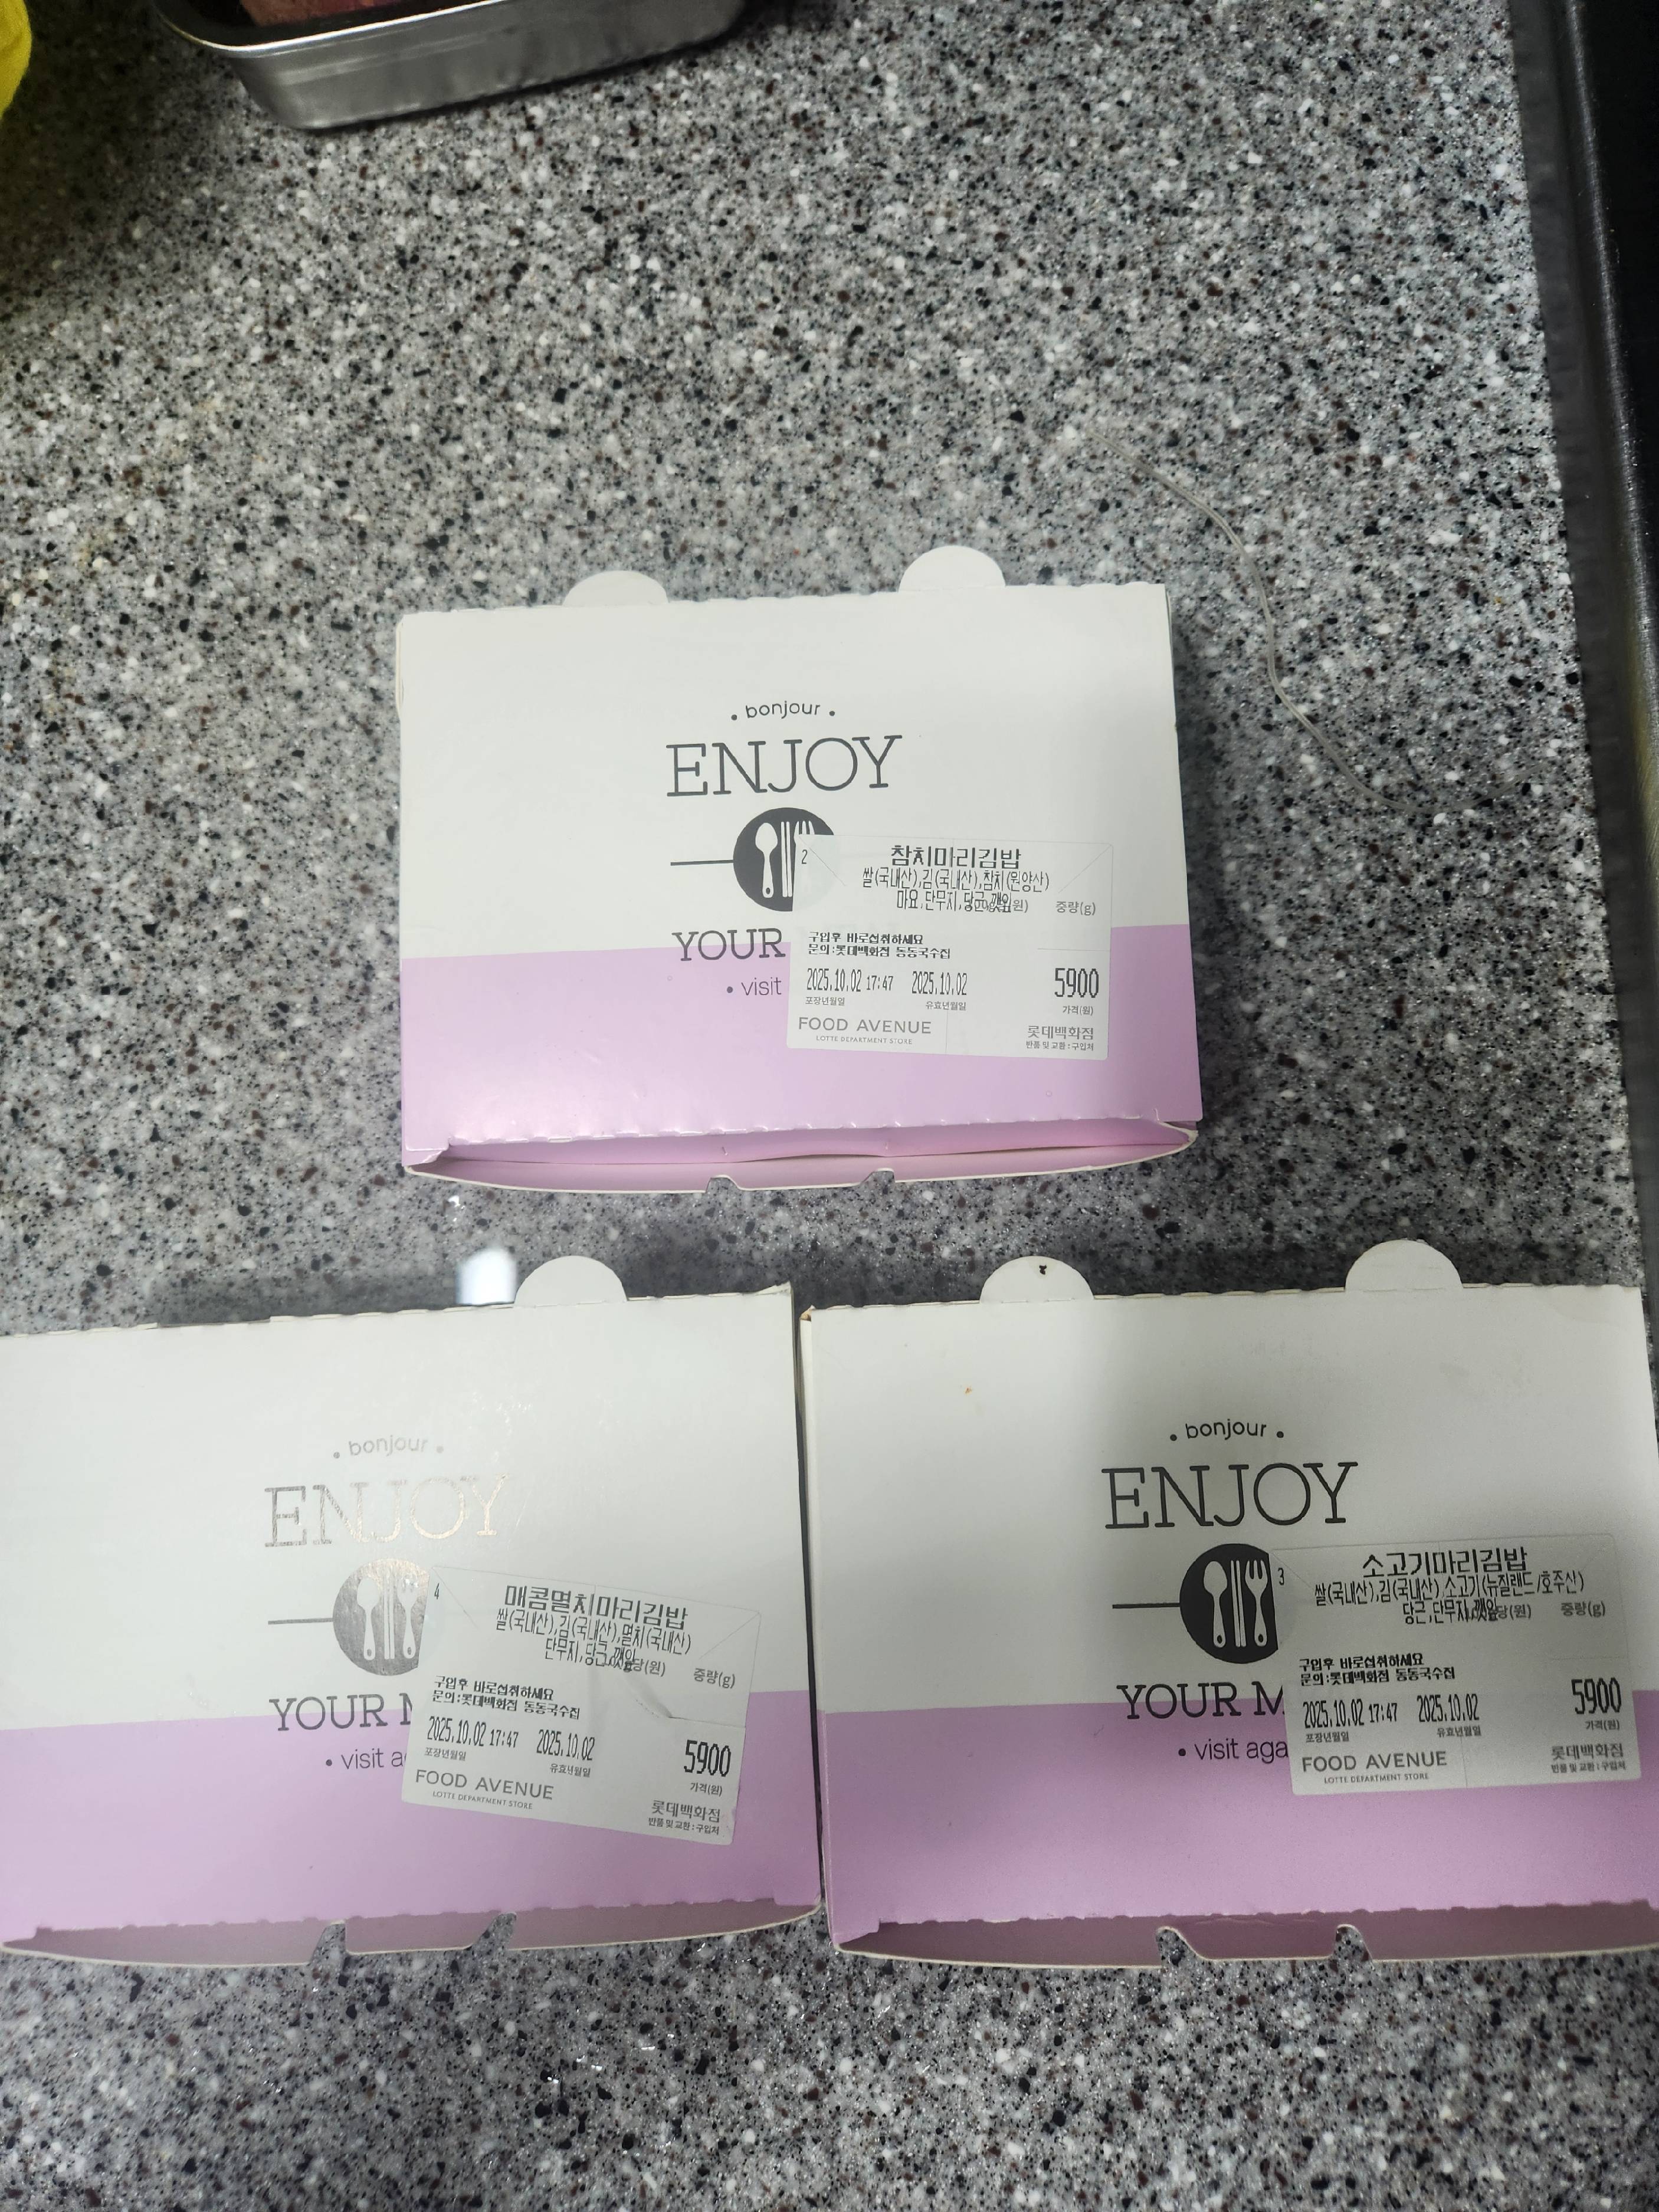 • bonjour •
ENJOY
2
참치마리김밥
쌀(국내산),김(국내산),참치(원양산)
마요,단무지,당근,깻잎
중량(g)
YOUR
구입후 바로섭취하세요
문의:롯데백화점 동동국수집
• visit
2025.10.02 17:47 2025.10.02
5900
포장년월일 유효년월일
가격(원)
FOOD AVENUE
LOTTE DEPARTMENT STORE
롯데백화점
반품 및 교환 : 구입처
• bonjour •
ENJOY
4
매콤멸치마리김밥
쌀(국내산),김(국내산),멸치(국내산)
단무지,당근,깻잎
당(원) 중량(g)
YOUR
구입후 바로섭취하세요
문의:롯데백화점 동동국수집
• visit
2025.10.02 17:47 2025.10.02
5900
포장년월일 유효년월일
가격(원)
FOOD AVENUE
LOTTE DEPARTMENT STORE
롯데백화점
반품 및 교환 : 구입처
• bonjour •
ENJOY
3
소고기마리김밥
쌀(국내산),김(국내산),소고기(뉴질랜드/호주산)
당근,단무지,깻잎
당(원) 중량(g)
YOUR M
구입후 바로섭취하세요
문의:롯데백화점 동동국수집
• visit aga
2025.10.02 17:47 2025.10.02
5900
포장년월일 유효년월일
가격(원)
FOOD AVENUE
LOTTE DEPARTMENT STORE
롯데백화점
반품 및 교환 : 구입처